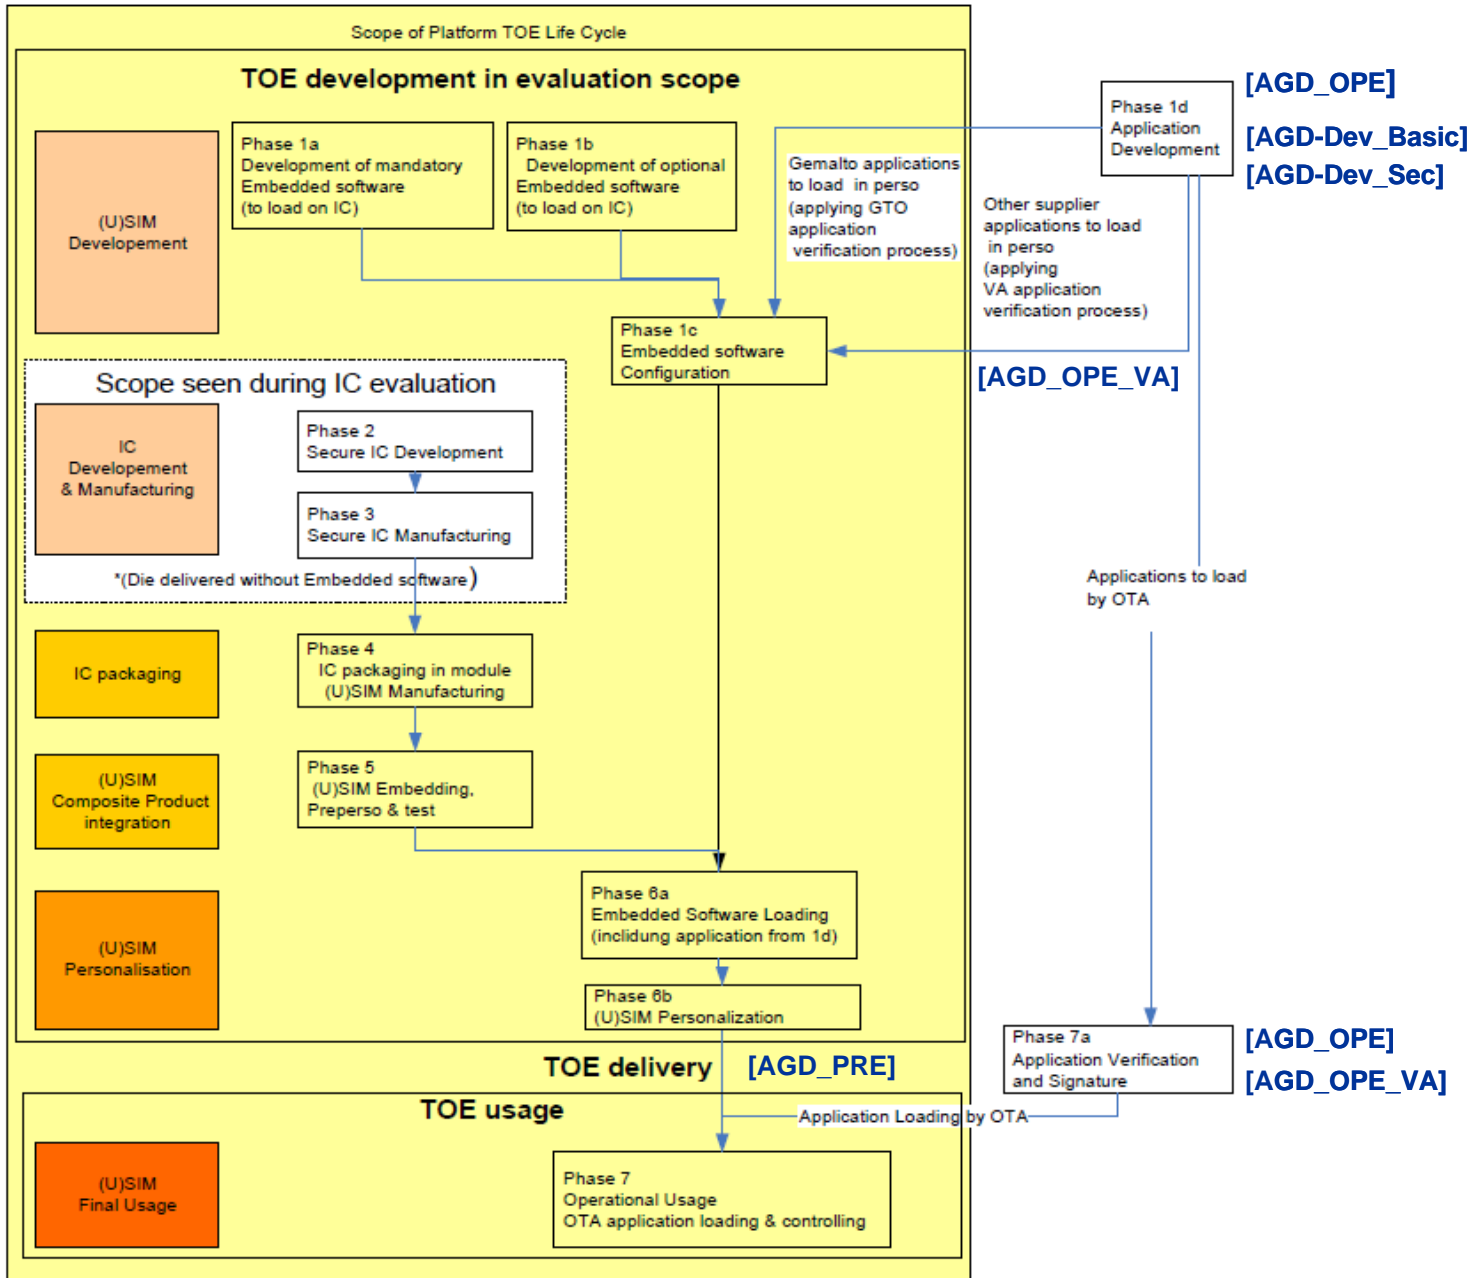 Scope of Platform TOE Life Cycle
TOE development in evaluation scope
(U)SIM
Developement
Phase 1a
Development of mandatory
Embedded software
(to load on IC)
Phase 1b
Development of optional
Embedded software
(to load on IC)
Gemalto applications
to load in perso
(applying GTO
application
verification process)
Phase 1d
Application
Development
[AGD_OPE]
[AGD-Dev_Basic]
[AGD-Dev_Sec]
Other supplier
applications to load
in perso
(applying
VA application
verification process)
Phase 1c
Embedded software
Configuration
[AGD_OPE_VA]
Scope seen during IC evaluation
IC
Developement
& Manufacturing
Phase 2
Secure IC Development
Phase 3
Secure IC Manufacturing
*(Die delivered without Embedded software)
Applications to load
by OTA
IC packaging
Phase 4
IC packaging in module
(U)SIM Manufacturing
(U)SIM
Composite Product
integration
Phase 5
(U)SIM Embedding,
Preperso & test
(U)SIM
Personalisation
Phase 6a
Embedded Software Loading
(inclidung application from 1d)
Phase 6b
(U)SIM Personalization
Phase 7a
Application Verification
and Signature
[AGD_OPE]
[AGD_OPE_VA]
TOE delivery
[AGD_PRE]
TOE usage
Application Loading by OTA
(U)SIM
Final Usage
Phase 7
Operational Usage
OTA application loading & controlling